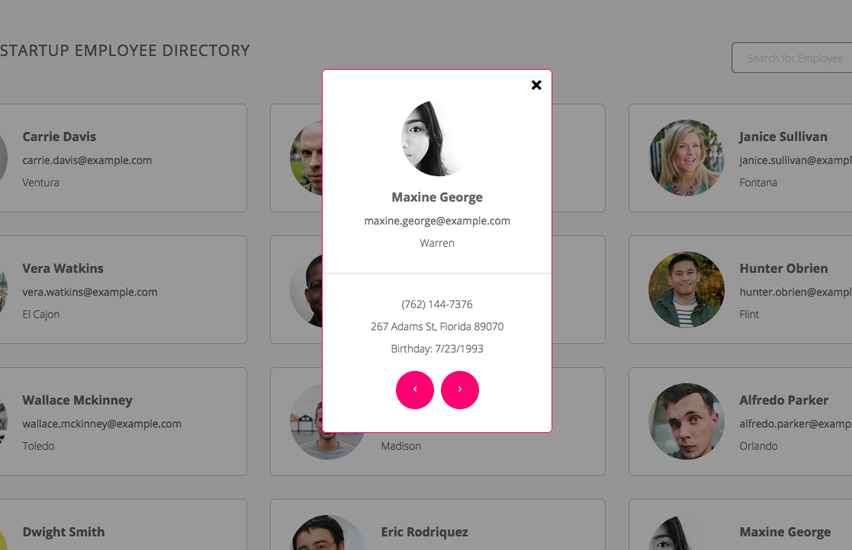 STARTUP EMPLOYEE DIRECTORY
Search for Employee
Carrie Davis
carrie.davis@example.com
Ventura
Janice Sullivan
janice.sullivan@exampl
Fontana
Maxine George
maxine.george@example.com
Warren
(762) 144-7376
267 Adams St, Florida 89070
Birthday: 7/23/1993
‹ ›
Vera Watkins
vera.watkins@example.com
El Cajon
Hunter Obrien
hunter.obrien@examp
Flint
Wallace Mckinney
wallace.mckinney@example.com
Toledo
Madison
Alfredo Parker
alfredo.parker@examp
Orlando
Dwight Smith
Eric Rodriquez
Maxine George